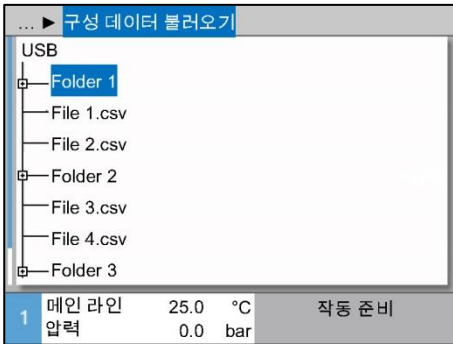 ... ▶ 구성 데이터 불러오기
USB
Folder 1
File 1.csv
File 2.csv
Folder 2
File 3.csv
File 4.csv
Folder 3
1 메인 라인 25.0 °C 작동 준비
압력 0.0 bar